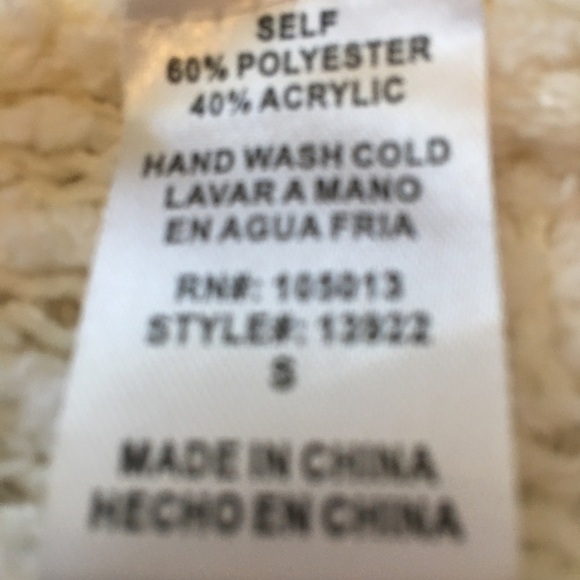 SELF
60% POLYESTER
40% ACRYLIC
HAND WASH COLD
LAVAR A MANO
EN AGUA FRIA
RN#: 105013
STYLE#: 13922
S
MADE IN CHINA
HECHO EN CHINA